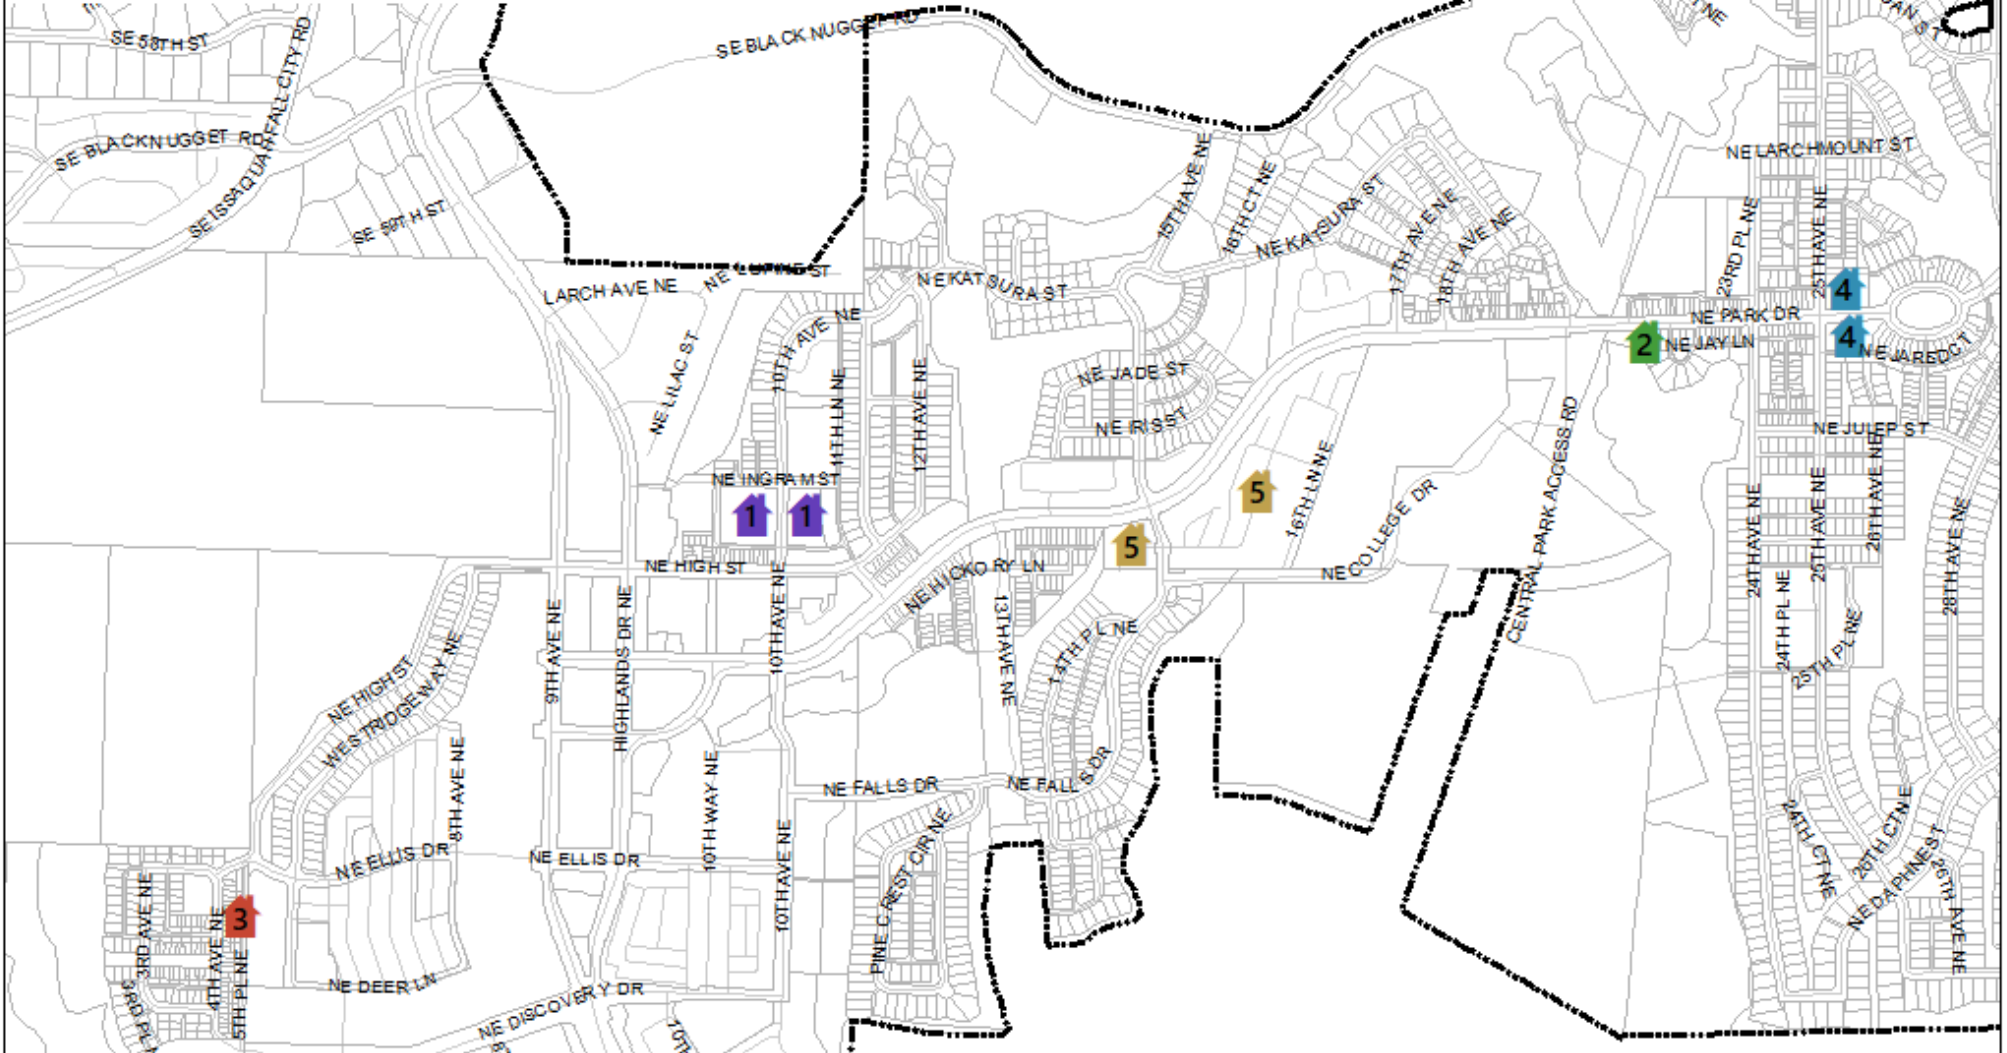 SE 58TH ST
SE ISSAQUAH FALL CITY RD
SE BLACK NUGGET RD
SE BLACK NUGGET RD
SE 59TH ST
LARCH AVE NE
NE LUPINE ST
NE LILAC ST
10TH AVE NE
11TH LN NE
12TH AVE NE
NE KATSURA ST
15TH AVE NE
16TH CT NE
NE KATSURA ST
17TH AVE NE
18TH AVE NE
NE LARCHMOUNT ST
23RD PL NE
25TH AVE NE
4
NE PARK DR
2
NE JAY LN
4
NE JARED CT
NE JADE ST
NE IRIS ST
NE JULEP ST
NE INGRAM ST
1
1
5
5
16TH LN NE
NE COLLEGE DR
CENTRAL PARK ACCESS RD
24TH AVE NE
25TH AVE NE
26TH AVE NE
28TH AVE NE
NE HIGH ST
NE HICKORY LN
13TH AVE NE
14TH PL NE
9TH AVE NE
HIGHLANDS DR NE
10TH AVE NE
24TH PL NE
25TH PL NE
NE HIGH ST
WESTRIDGE WAY NE
8TH AVE NE
10TH WAY NE
NE FALLS DR
NE FALLS DR
NE ELLIS DR
NE ELLIS DR
10TH AVE NE
PINE CREST CIR NE
24TH CT NE
26TH CT NE
NE DAPHNE ST
26TH AVE NE
3
3RD AVE NE
4TH AVE NE
5TH PL NE
3RD PL
NE DEER LN
NE DISCOVERY DR
10TH